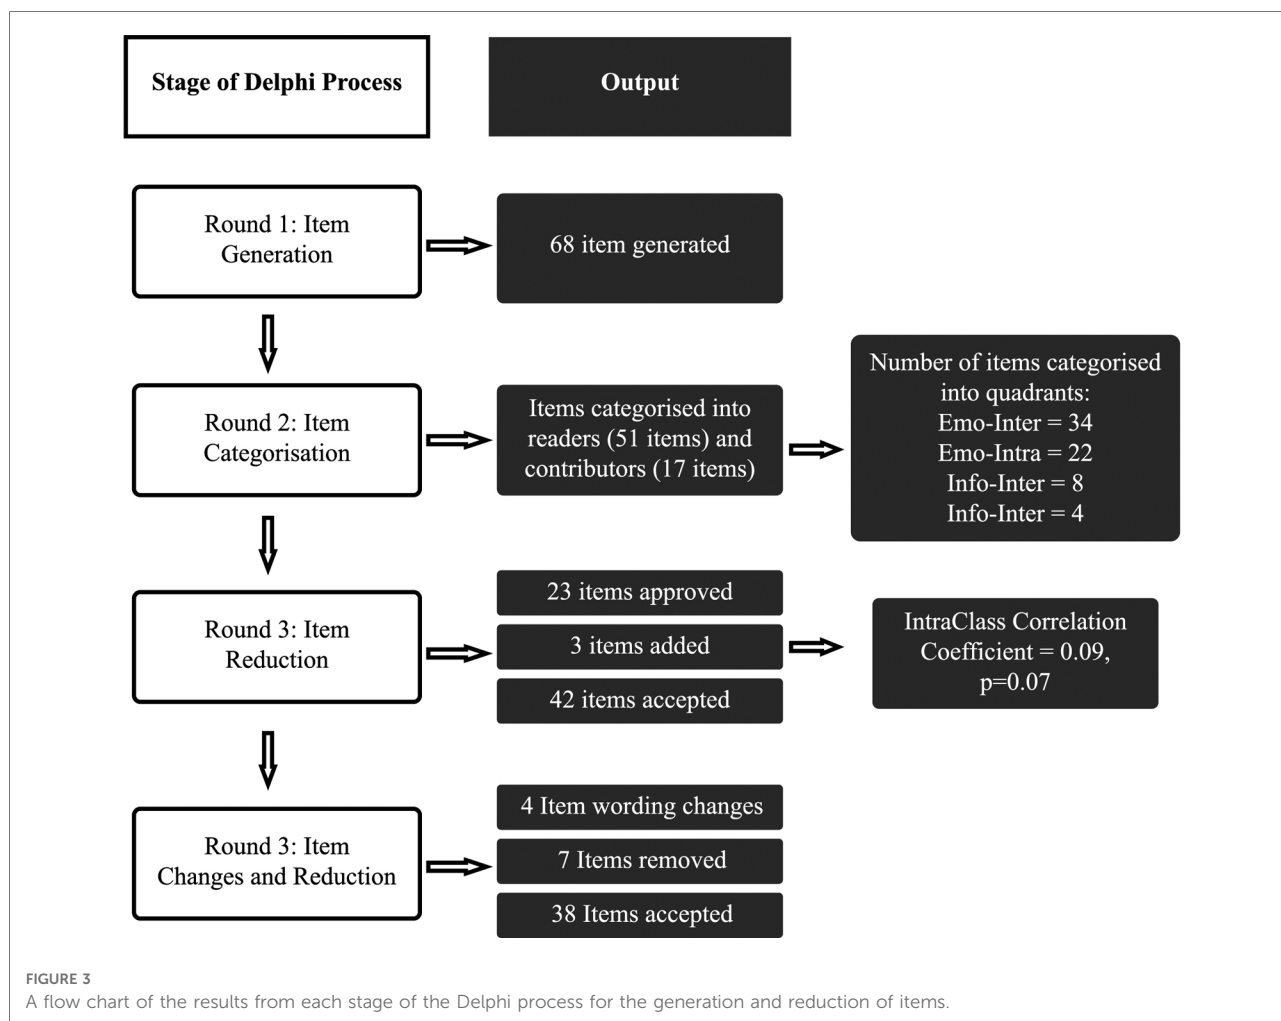 Stage of Delphi Process
Output
Round 1: Item
Generation
68 item generated
Round 2: Item
Categorisation
Items categorised into
readers (51 items) and
contributors (17 items)
Number of items categorised
into quadrants:
Emo-Inter = 34
Emo-Intra = 22
Info-Inter = 8
Info-Inter = 4
Round 3: Item
Reduction
23 items approved
3 items added
42 items accepted
IntraClass Correlation
Coefficient = 0.09,
p=0.07
Round 3: Item
Changes and Reduction
4 Item wording changes
7 Items removed
38 Items accepted
FIGURE 3
A flow chart of the results from each stage of the Delphi process for the generation and reduction of items.